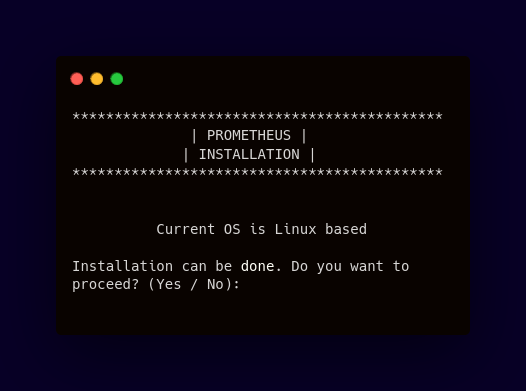 ********************************************
| PROMETHEUS |
| INSTALLATION |
********************************************
Current OS is Linux based
Installation can be done. Do you want to
proceed? (Yes / No):